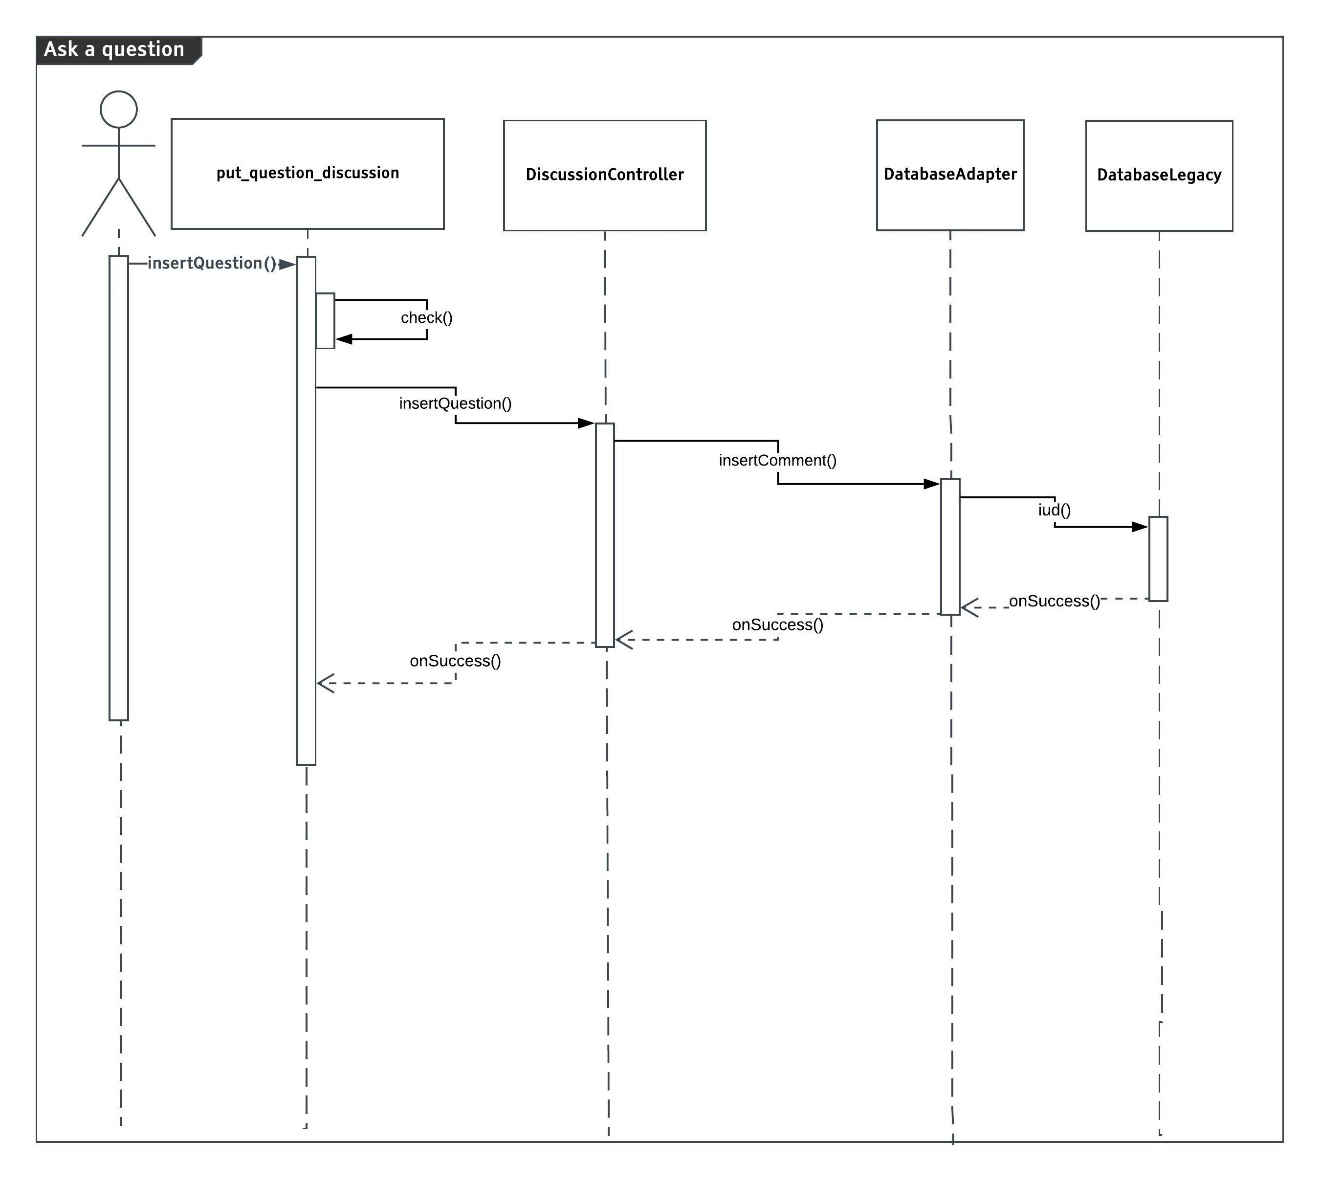 Ask a question
put_question_discussion
DiscussionController
DatabaseAdapter
DatabaseLegacy
insertQuestion()
check()
insertQuestion()
insertComment()
iud()
onSuccess()
onSuccess()
onSuccess()